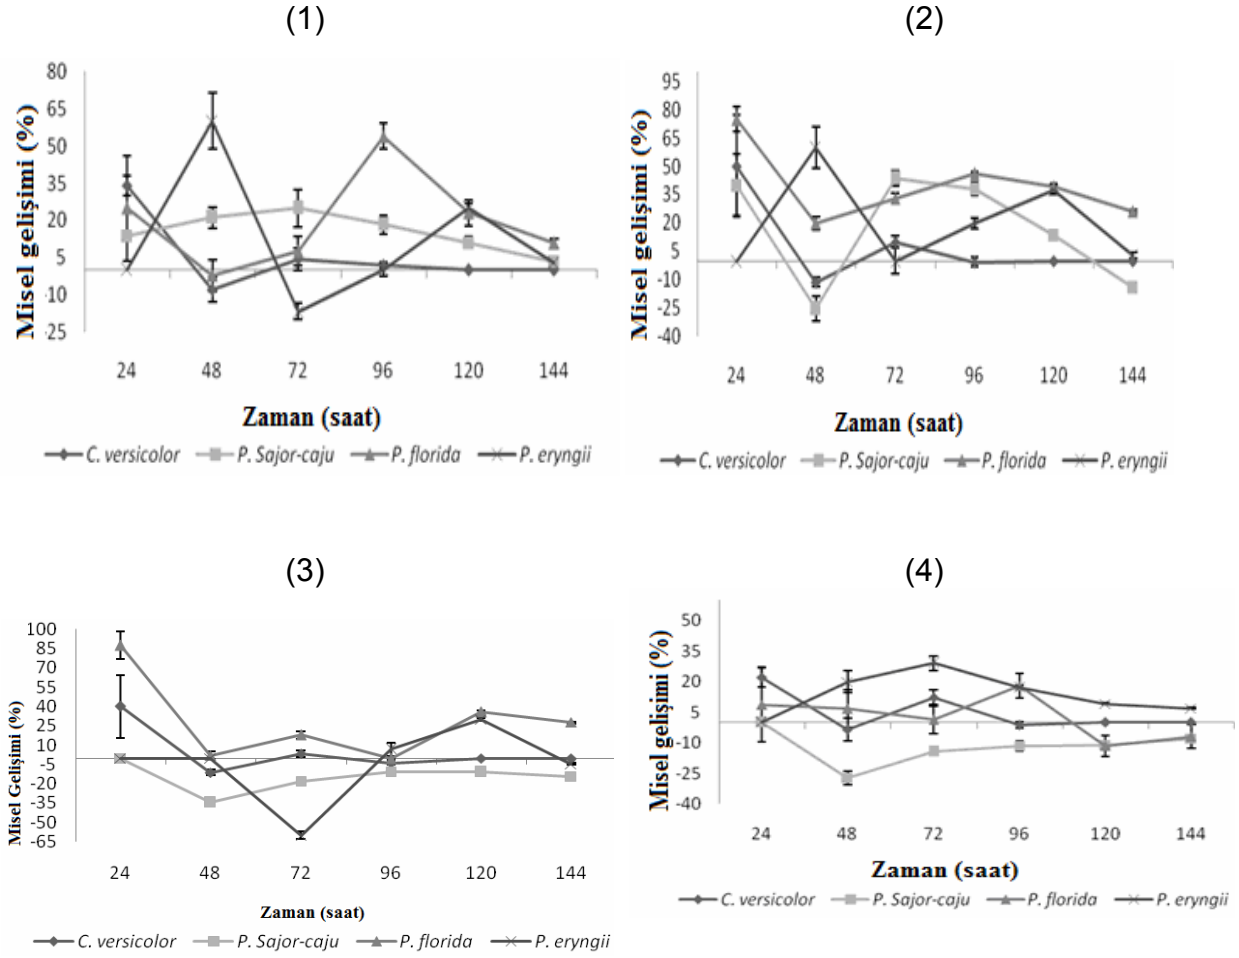 (1)
80
65
50
35
20
5
-10
-25
Misel gelişimi (%)
24 48 72 96 120 144
Zaman (saat)
C. versicolor P. Sajor-caju P. florida P. eryngii
(2)
95
80
65
50
35
20
5
-10
-25
-40
Misel gelişimi (%)
24 48 72 96 120 144
Zaman (saat)
C. versicolor P. Sajor-caju P. florida P. eryngii
(3)
100
85
70
55
40
25
10
-5
-20
-35
-50
-65
Misel Gelişimi (%)
24 48 72 96 120 144
Zaman (saat)
C. versicolor P. Sajor-caju P. florida P. eryngii
(4)
50
35
20
5
-10
-25
-40
Misel gelişimi (%)
24 48 72 96 120 144
Zaman (saat)
C. versicolor P. Sajor-caju P. florida P. eryngii